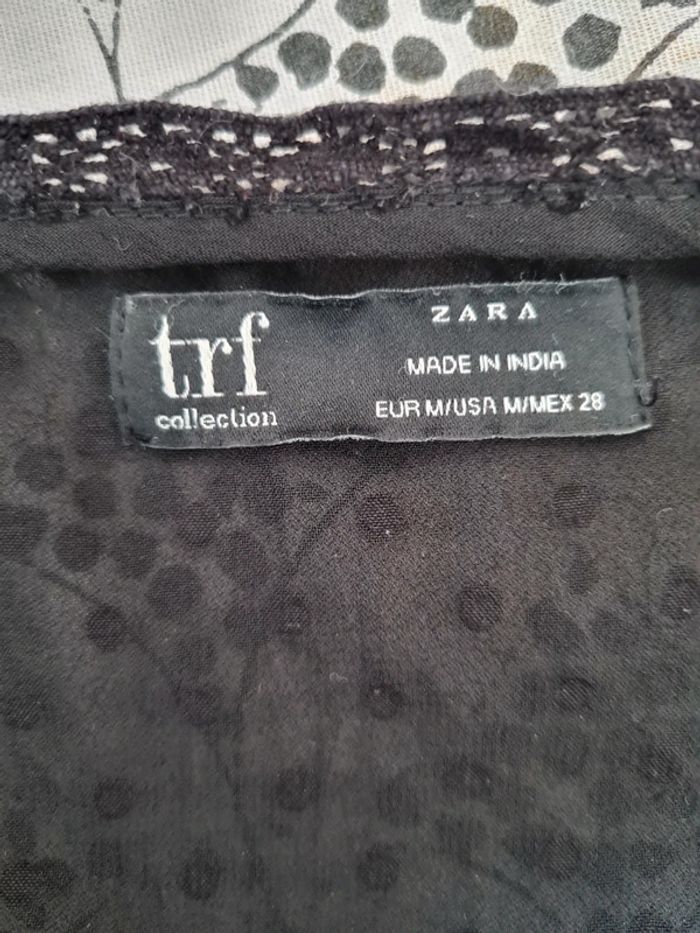 trf
collection
ZARA
MADE IN INDIA
EUR M/USA M/MEX 28